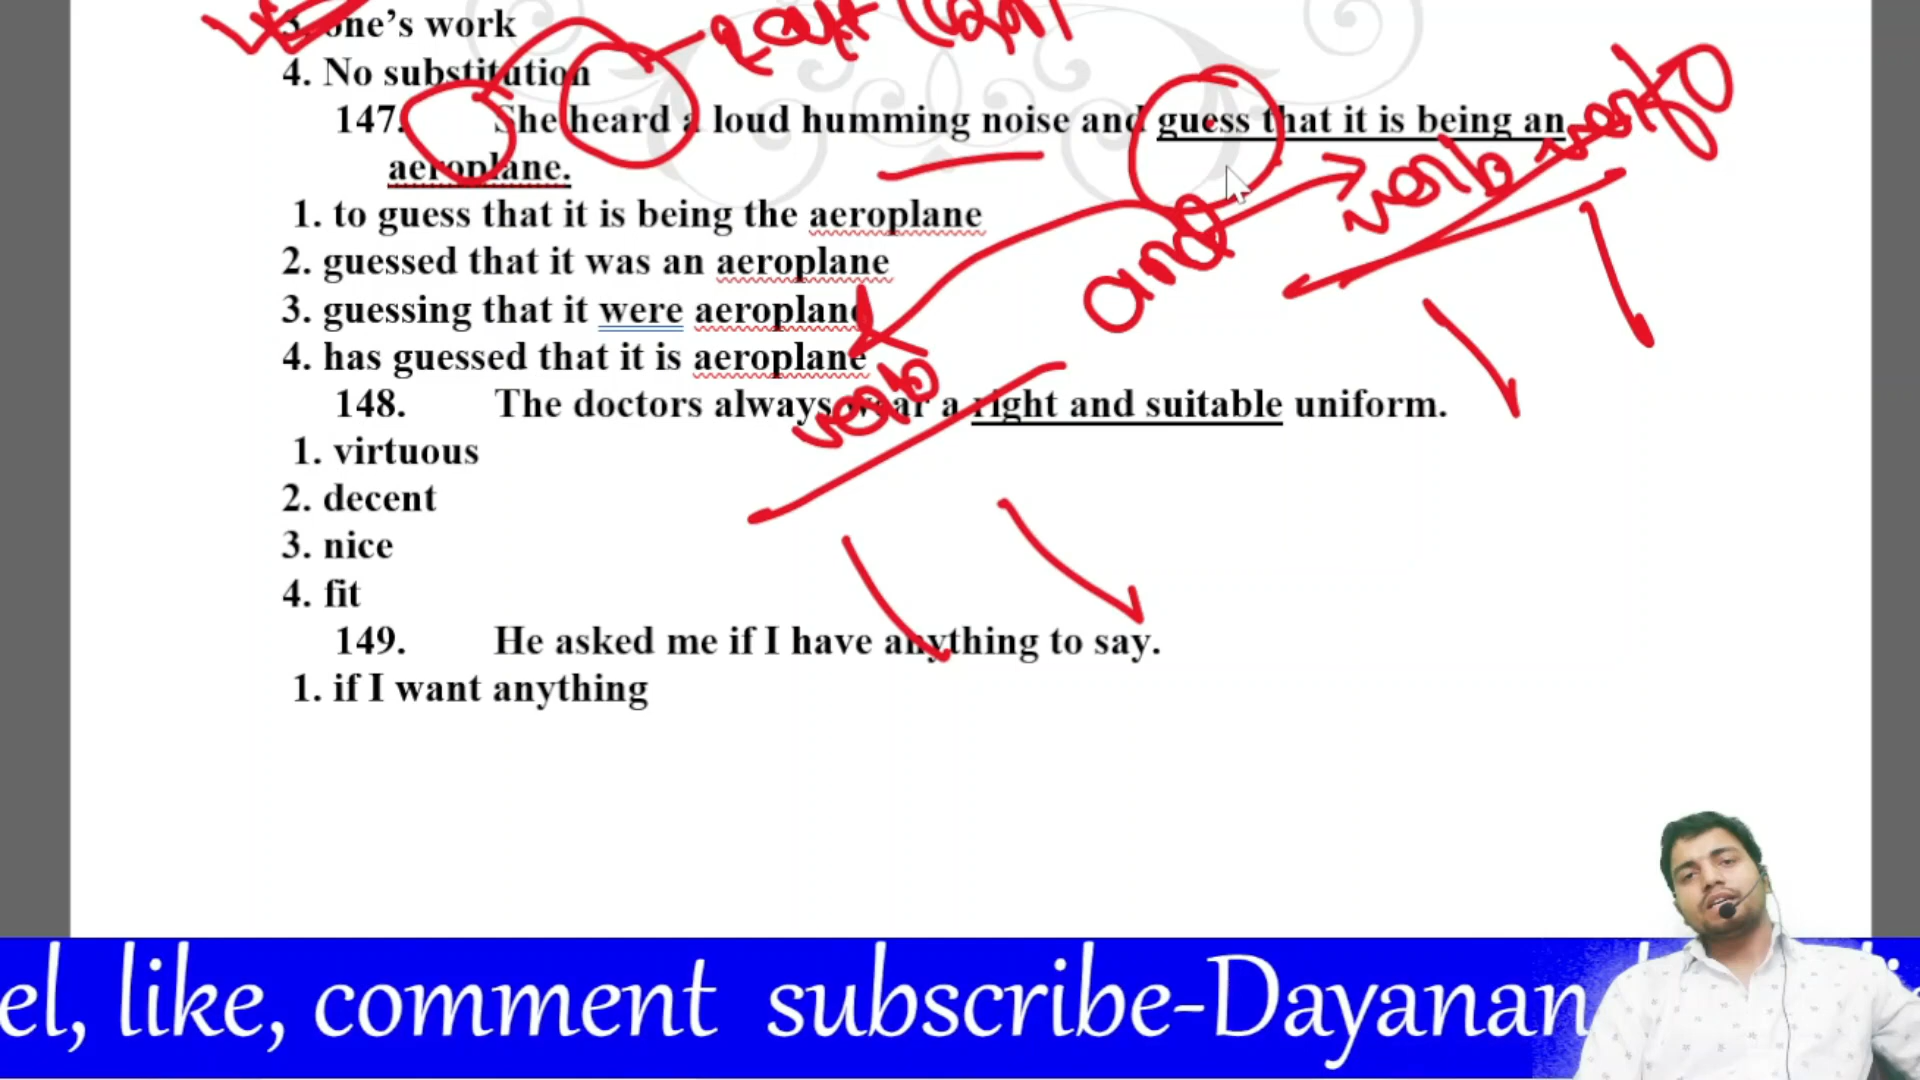 3. one's work
4. No substitution
147. She heard a loud humming noise and guess that it is being an
aeroplane.
1. to guess that it is being the aeroplane
2. guessed that it was an aeroplane
3. guessing that it were aeroplane
4. has guessed that it is aeroplane
and
verb
verb
148. The doctors always wear a right and suitable uniform.
1. virtuous
2. decent
3. nice
4. fit
149. He asked me if I have anything to say.
1. if I want anything
el, like, comment subscribe-Dayanan